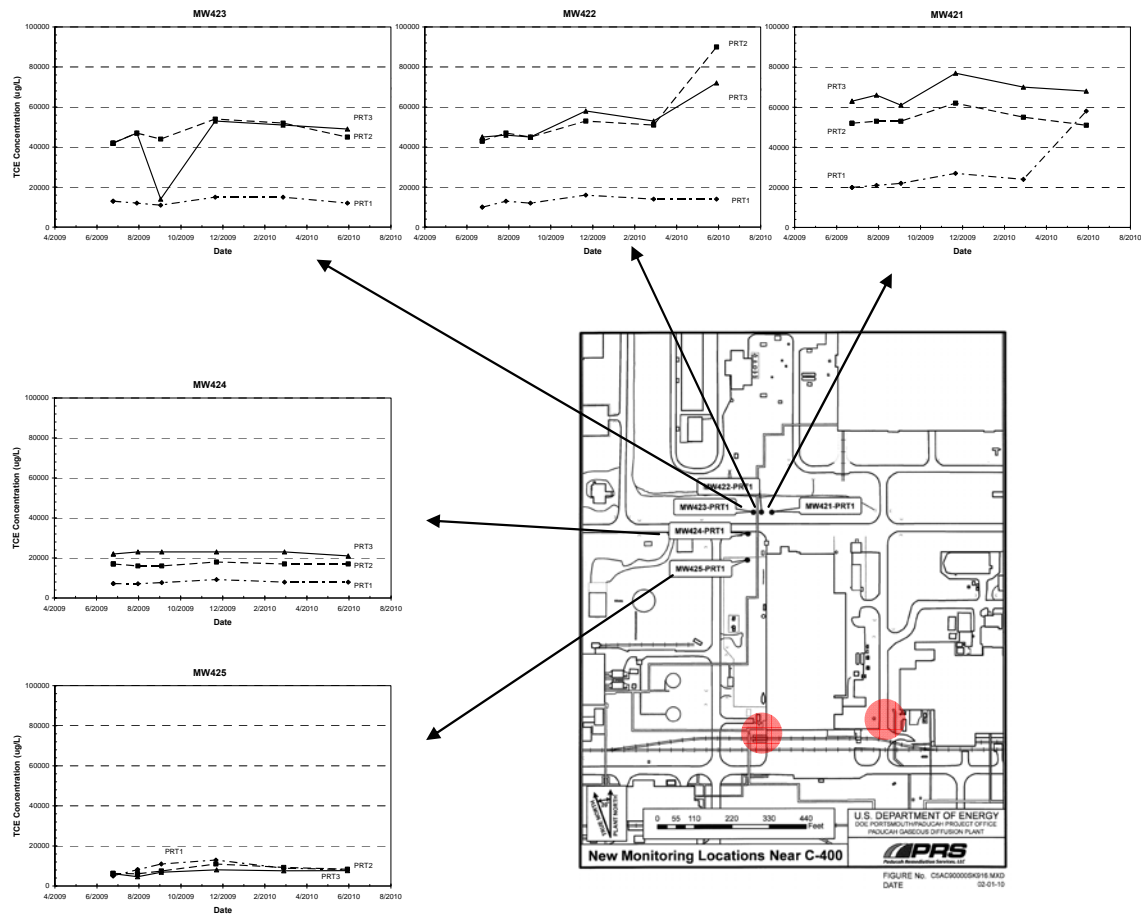 MW423
TCE Concentration (ug/L)
100000
80000
60000
40000
20000
0
PRT3
PRT2
PRT1
4/2009 6/2009 8/2009 10/2009 12/2009 2/2010 4/2010 6/2010 8/2010
Date
MW422
100000
80000
60000
40000
20000
0
PRT2
PRT3
PRT1
4/2009 6/2009 8/2009 10/2009 12/2009 2/2010 4/2010 6/2010 8/2010
Date
MW421
100000
80000
60000
40000
20000
0
PRT3
PRT2
PRT1
4/2009 6/2009 8/2009 10/2009 12/2009 2/2010 4/2010 6/2010 8/2010
Date
MW424
TCE Concentration (ug/L)
100000
80000
60000
40000
20000
0
PRT3
PRT2
PRT1
4/2009 6/2009 8/2009 10/2009 12/2009 2/2010 4/2010 6/2010 8/2010
Date
MW425
TCE Concentration (ug/L)
100000
80000
60000
40000
20000
0
PRT1
PRT2
PRT3
4/2009 6/2009 8/2009 10/2009 12/2009 2/2010 4/2010 6/2010 8/2010
Date
MW422-PRT1
MW423-PRT1
MW421-PRT1
MW424-PRT1
MW425-PRT1
TRUE NORTH
PLANT NORTH
0 55 110 220 330 440
Feet
U.S. DEPARTMENT OF ENERGY
DOE PORTSMOUTH/PADUCAH PROJECT OFFICE
PADUCAH GASEOUS DIFFUSION PLANT
New Monitoring Locations Near C-400
PRS
Paducah Remediation Services, LLC
FIGURE No. C5AC90000SK916.MXD
DATE 02-01-10